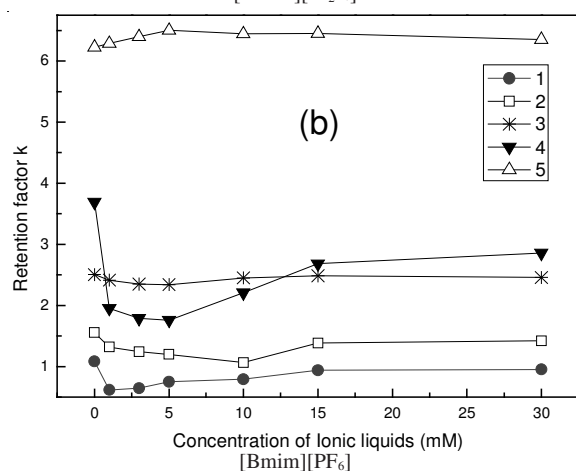 6
5
4
3
2
1
Retention factor k
(b)
1
2
3
4
5
0 5 10 15 20 25 30
Concentration of Ionic liquids (mM)
[Bmim][PF₆]